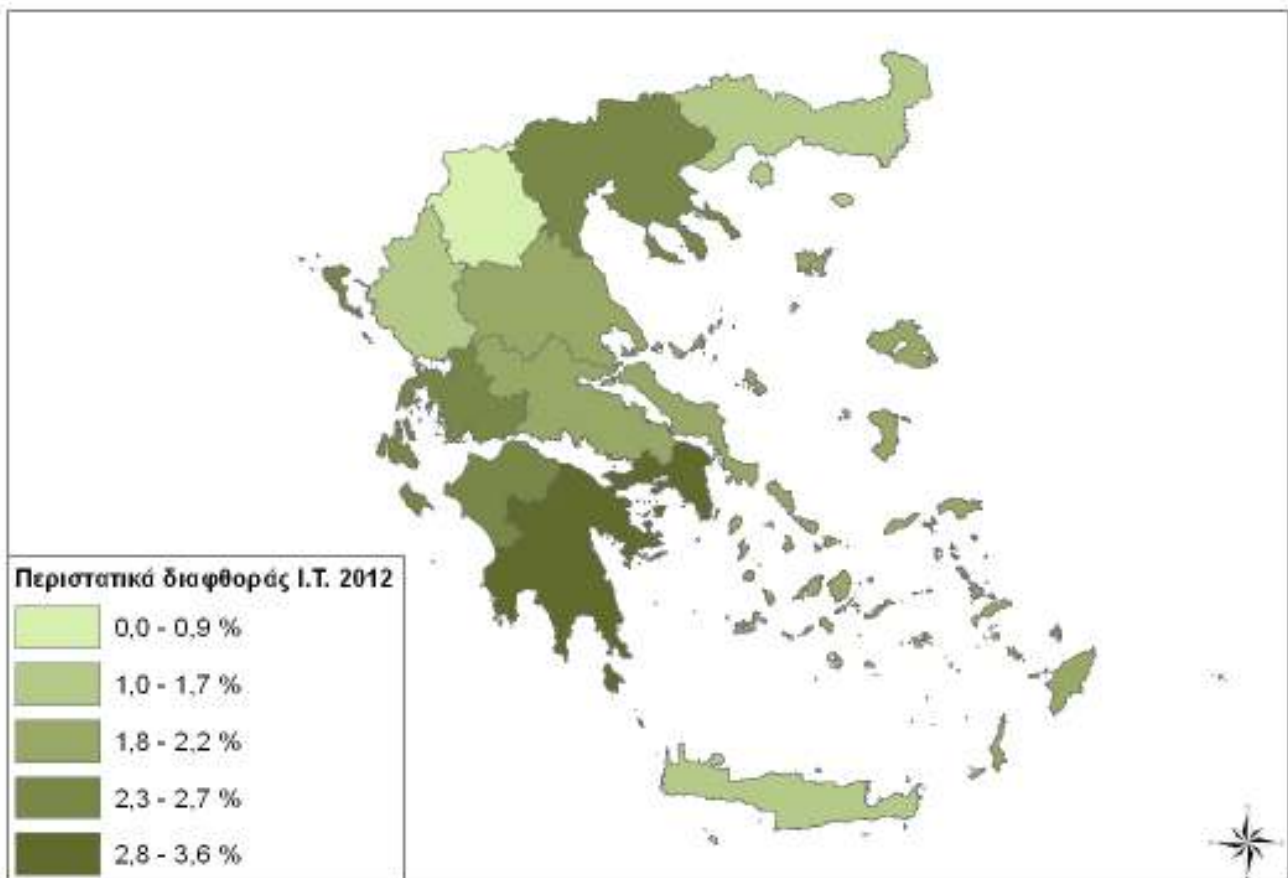 Περιστατικά διαφθοράς Ι.Τ. 2012
0,0 - 0,9 %
1,0 - 1,7 %
1,8 - 2,2 %
2,3 - 2,7 %
2,8 - 3,6 %